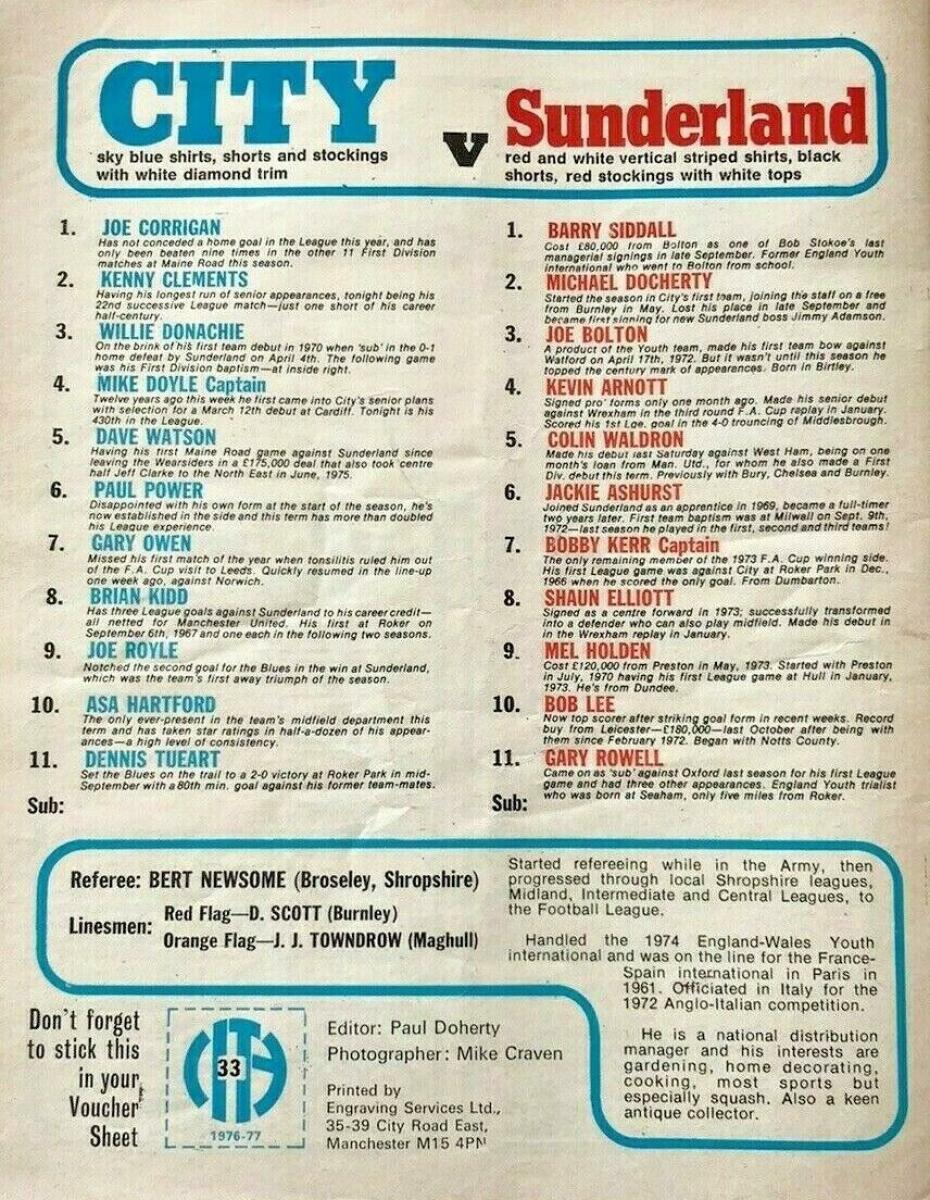 CITY
sky blue shirts, shorts and stockings
with white diamond trim
v
Sunderland
red and white vertical striped shirts, black
shorts, red stockings with white tops
1. JOE CORRIGAN
Has not conceded a home goal in the League this year, and has
only been beaten nine times in the other 11 First Division
matches at Maine Road this season.
2. KENNY CLEMENTS
Having his longest run of senior appearances, tonight being his
22nd successive League match—just one short of his career
half-century.
3. WILLIE DONACHIE
On the brink of his first team debut in 1970 when 'sub' in the 0-1
home defeat by Sunderland on April 4th. The following game
was his First Division baptism—at inside right.
4. MIKE DOYLE Captain
Twelve years ago this week he first came into City's senior plans
with selection for a March 12th debut at Cardiff. Tonight is his
430th in the League.
5. DAVE WATSON
Having his first Maine Road game against Sunderland since
leaving the Wearsiders in a £175,000 deal that also took centre
half Jeff Clarke to the North East in June, 1975.
6. PAUL POWER
Disappointed with his own form at the start of the season, he's
now established in the side and this term has more than doubled
his League experience.
7. GARY OWEN
Missed his first match of the year when tonsilitis ruled him out
of the F.A. Cup visit to Leeds. Quickly resumed in the line-up
one week ago, against Norwich.
8. BRIAN KIDD
Has three League goals against Sunderland to his career credit—
all netted for Manchester United. His first at Roker on
September 6th, 1967 and one each in the following two seasons.
9. JOE ROYLE
Notched the second goal for the Blues in the win at Sunderland,
which was the team's first away triumph of the season.
10. ASA HARTFORD
The only ever-present in the team's midfield department this
term and has taken star ratings in half-a-dozen of his appear-
ances—a high level of consistency.
11. DENNIS TUEART
Set the Blues on the trail to a 2-0 victory at Roker Park in mid-
September with a 80th min. goal against his former team-mates.
Sub:
1. BARRY SIDDALL
Cost £80,000 from Bolton as one of Bob Stokoe's last
managerial signings in late September. Former England Youth
international who went to Bolton from school.
2. MICHAEL DOCHERTY
Started the season in City's first team, joining the staff on a free
from Burnley in May. Lost his place in late September and
became first signing for new Sunderland boss Jimmy Adamson.
3. JOE BOLTON
A product of the Youth team, made his first team bow against
Watford on April 17th, 1972. But it wasn't until this season he
topped the century mark of appearances. Born in Birtley.
4. KEVIN ARNOTT
Signed pro' forms only one month ago. Made his senior debut
against Wrexham in the third round F.A. Cup replay in January.
Scored his 1st Lge. goal in the 4-0 trouncing of Middlesbrough.
5. COLIN WALDRON
Made his debut last Saturday against West Ham, being on one
month's loan from Man. Utd., for whom he also made a First
Div. debut this term. Previously with Bury, Chelsea and Burnley.
6. JACKIE ASHURST
Joined Sunderland as an apprentice in 1969, became a full-timer
two years later. First team baptism was at Milwall on Sept. 9th,
1972—last season he played in the first, second and third teams!
7. BOBBY KERR Captain
The only remaining member of the 1973 F.A. Cup winning side.
His first League game was against City at Roker Park in Dec.,
1966 when he scored the only goal. From Dumbarton.
8. SHAUN ELLIOTT
Signed as a centre forward in 1973; successfully transformed
into a defender who can also play midfield. Made his debut in
in the Wrexham replay in January.
9. MEL HOLDEN
Cost £120,000 from Preston in May, 1973. Started with Preston
in July, 1970 having his first League game at Hull in January,
1973. He's from Dundee.
10. BOB LEE
Now top scorer after striking goal form in recent weeks. Record
buy from Leicester—£180,000—last October after being with
them since February 1972. Began with Notts County.
11. GARY ROWELL
Came on as 'sub' against Oxford last season for his first League
game and had three other appearances. England Youth trialist
who was born at Seaham, only five miles from Roker.
Sub:
Referee: BERT NEWSOME (Broseley, Shropshire)
Linesmen: Red Flag—D. SCOTT (Burnley)
Orange Flag—J. J. TOWNDROW (Maghull)
Started refereeing while in the Army, then
progressed through local Shropshire leagues,
Midland, Intermediate and Central Leagues, to
the Football League.
Handled the 1974 England-Wales Youth
international and was on the line for the France-
Spain international in Paris in
1961. Officiated in Italy for the
1972 Anglo-Italian competition.
He is a national distribution
manager and his interests are
gardening, home decorating,
cooking, most sports but
especially squash. Also a keen
antique collector.
Don't forget
to stick this
in your
Voucher
Sheet
CITY
33
1976-77
Editor: Paul Doherty
Photographer: Mike Craven
Printed by
Engraving Services Ltd.,
35-39 City Road East,
Manchester M15 4PN